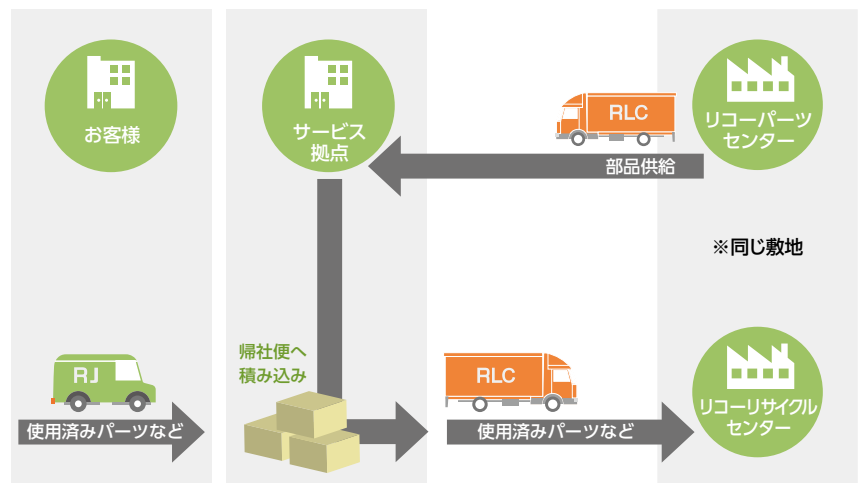 お客様
サービス
拠点
RLC
部品供給
リコーパーツ
センター
※同じ敷地
帰社便へ
積み込み
RJ
使用済みパーツなど
RLC
使用済みパーツなど
リコーリサイクル
センター